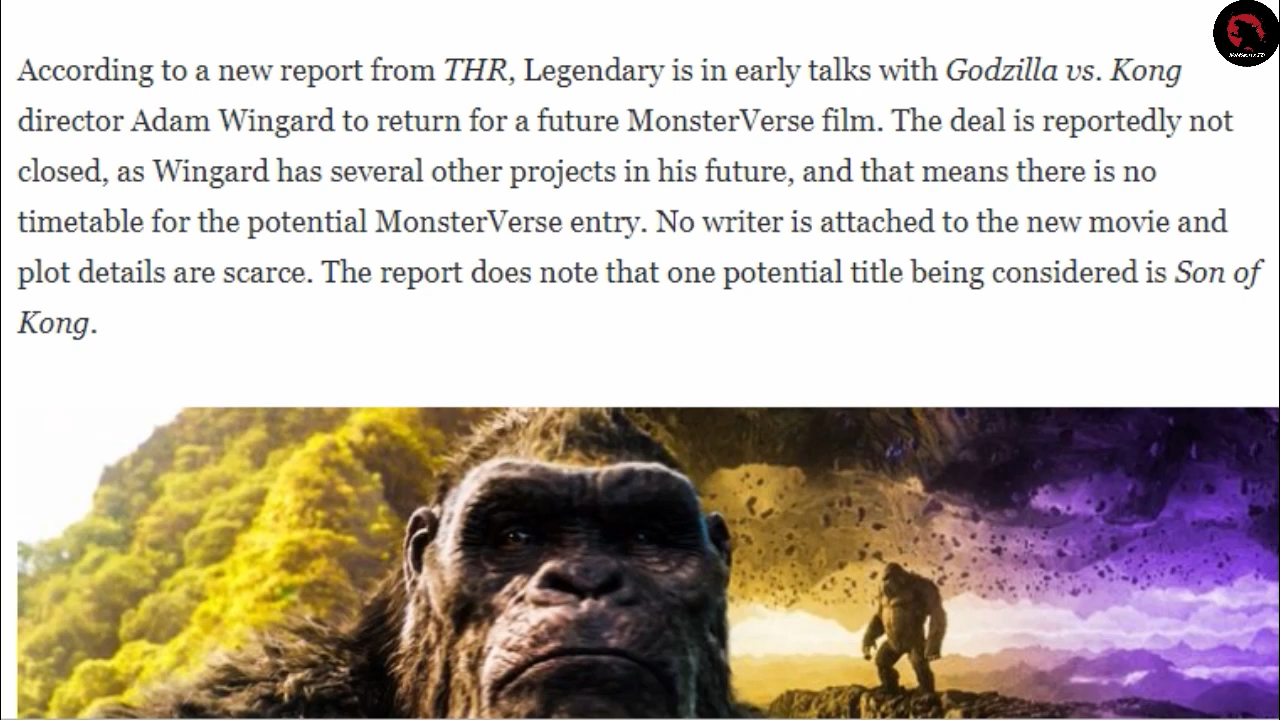 According to a new report from THR, Legendary is in early talks with Godzilla vs. Kong
director Adam Wingard to return for a future MonsterVerse film. The deal is reportedly not
closed, as Wingard has several other projects in his future, and that means there is no
timetable for the potential MonsterVerse entry. No writer is attached to the new movie and
plot details are scarce. The report does note that one potential title being considered is Son of
Kong.